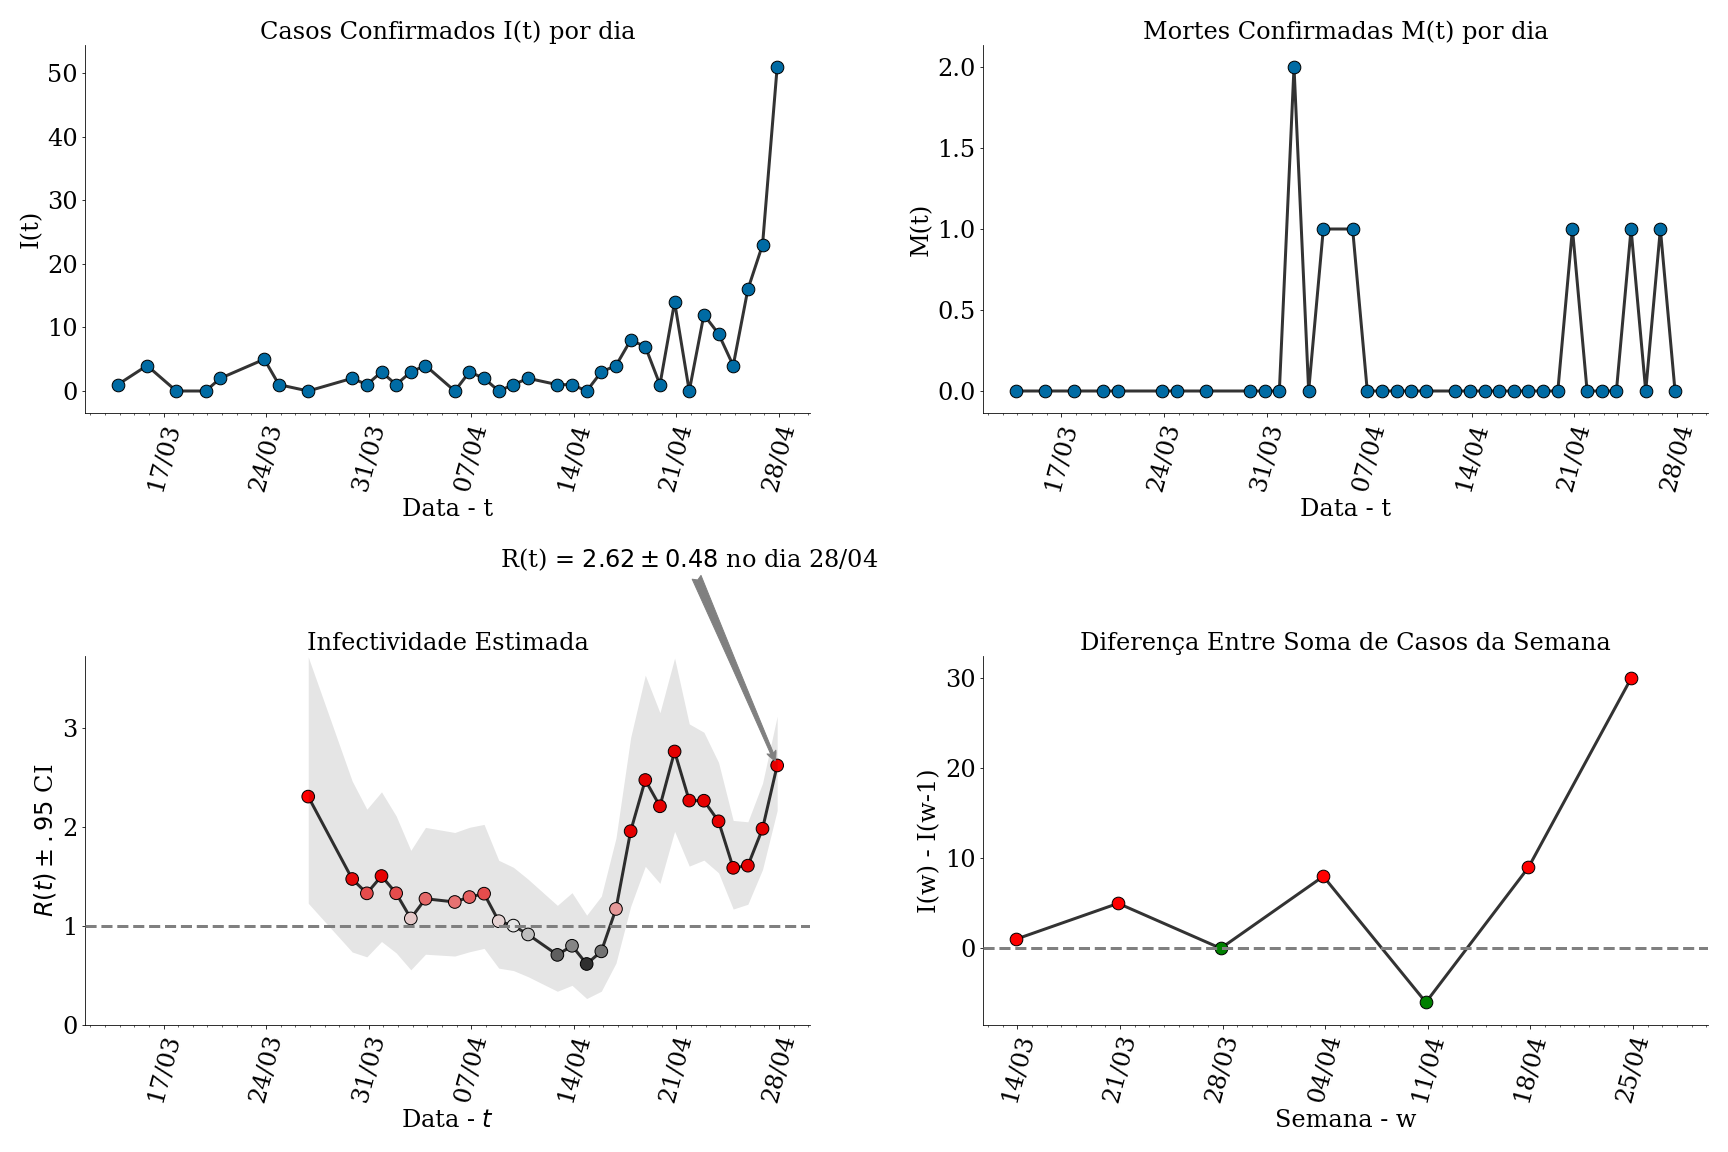 Casos Confirmados I(t) por dia
50
40
30
20
10
0
I(t)
17/03 24/03 31/03 07/04 14/04 21/04 28/04
Data - t
Mortes Confirmadas M(t) por dia
2.0
1.5
1.0
0.5
0.0
M(t)
17/03 24/03 31/03 07/04 14/04 21/04 28/04
Data - t
R(t) = 2.62 ± 0.48 no dia 28/04
Infectividade Estimada
3
2
1
0
R(t) ± .95 CI
17/03 24/03 31/03 07/04 14/04 21/04 28/04
Data - t
Diferença Entre Soma de Casos da Semana
30
20
10
0
I(w) - I(w-1)
14/03 21/03 28/03 04/04 11/04 18/04 25/04
Semana - w